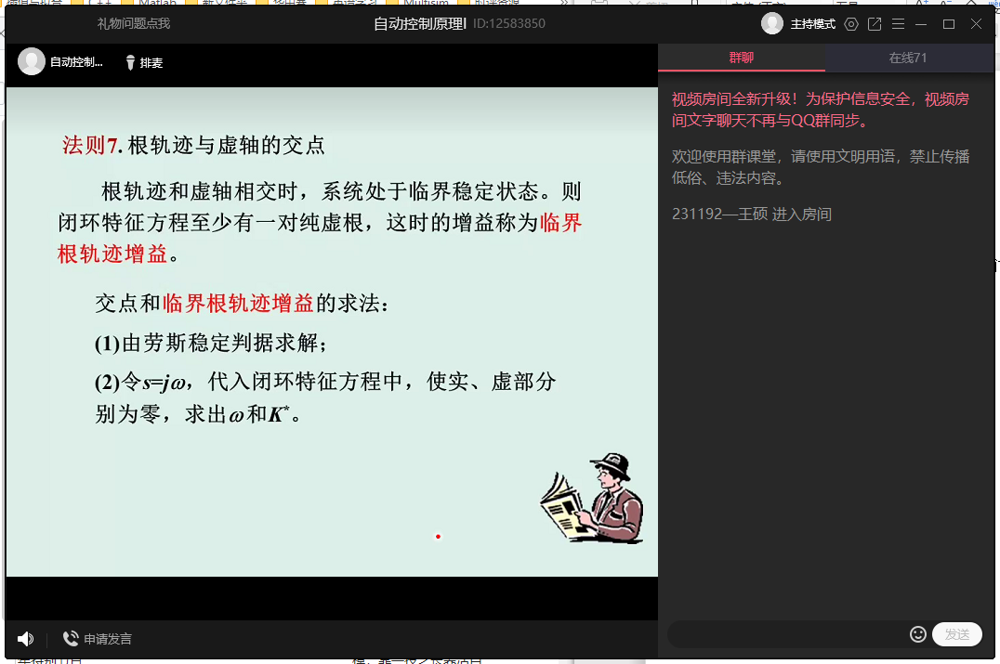 C++
Matlab
Multisim
礼物问题点我
自动控制原理I ID:12583850
主持模式
自动控制...
排麦
群聊
在线71
法则7.根轨迹与虚轴的交点
根轨迹和虚轴相交时，系统处于临界稳定状态。则
闭环特征方程至少有一对纯虚根，这时的增益称为临界
根轨迹增益。
交点和临界根轨迹增益的求法：
(1)由劳斯稳定判据求解；
(2)令s=jω，代入闭环特征方程中，使实、虚部分
别为零，求出ω和K*。
视频房间全新升级！为保护信息安全，视频房
间文字聊天不再与QQ群同步。
欢迎使用群课堂，请使用文明用语，禁止传播
低俗、违法内容。
231192—王硕 进入房间
申请发言
发送